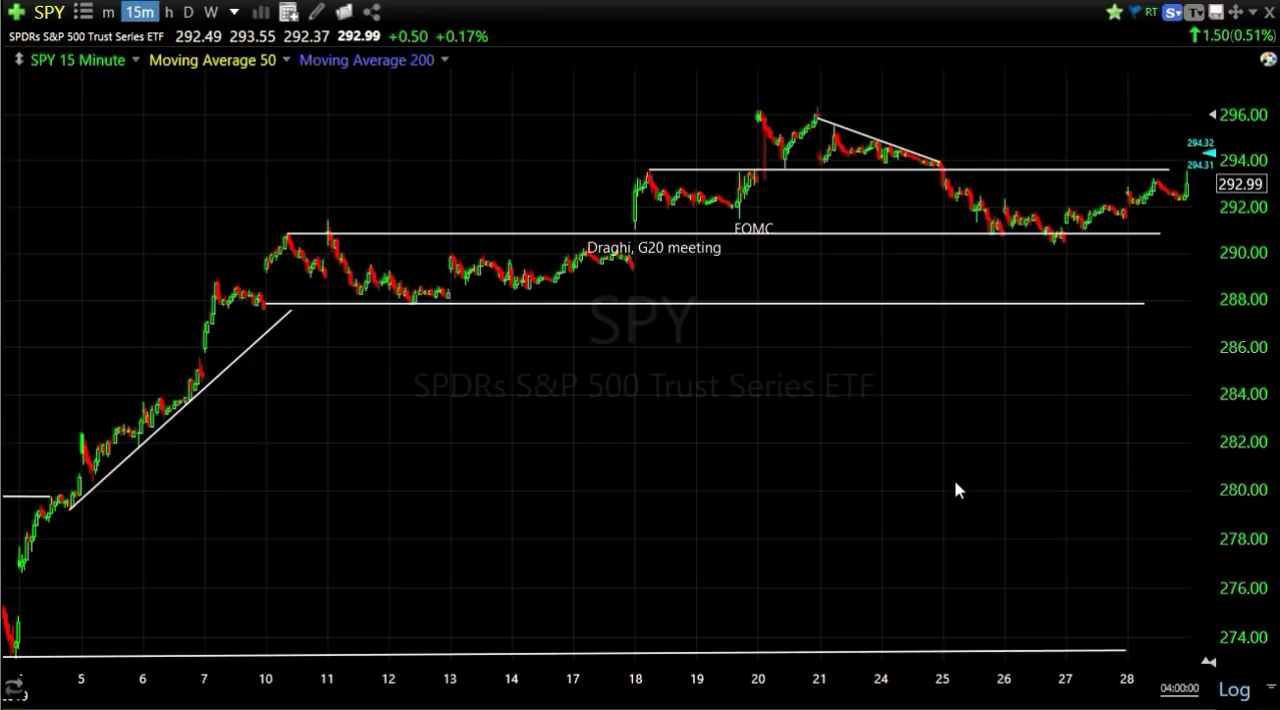 SPY m 15m h D W RT S T X
SPDRs S&P 500 Trust Series ETF 292.49 293.55 292.37 292.99 +0.50 +0.17% 1.50(0.51%)
SPY 15 Minute Moving Average 50 Moving Average 200
296.00
294.32
294.00
294.31
292.99
292.00
FOMC
Draghi, G20 meeting
290.00
288.00
SPY
286.00
SPDRs S&P 500 Trust Series ETF
284.00
282.00
280.00
278.00
276.00
274.00
5 6 7 10 11 12 13 14 17 18 19 20 21 24 25 26 27 28
04:00:00 Log